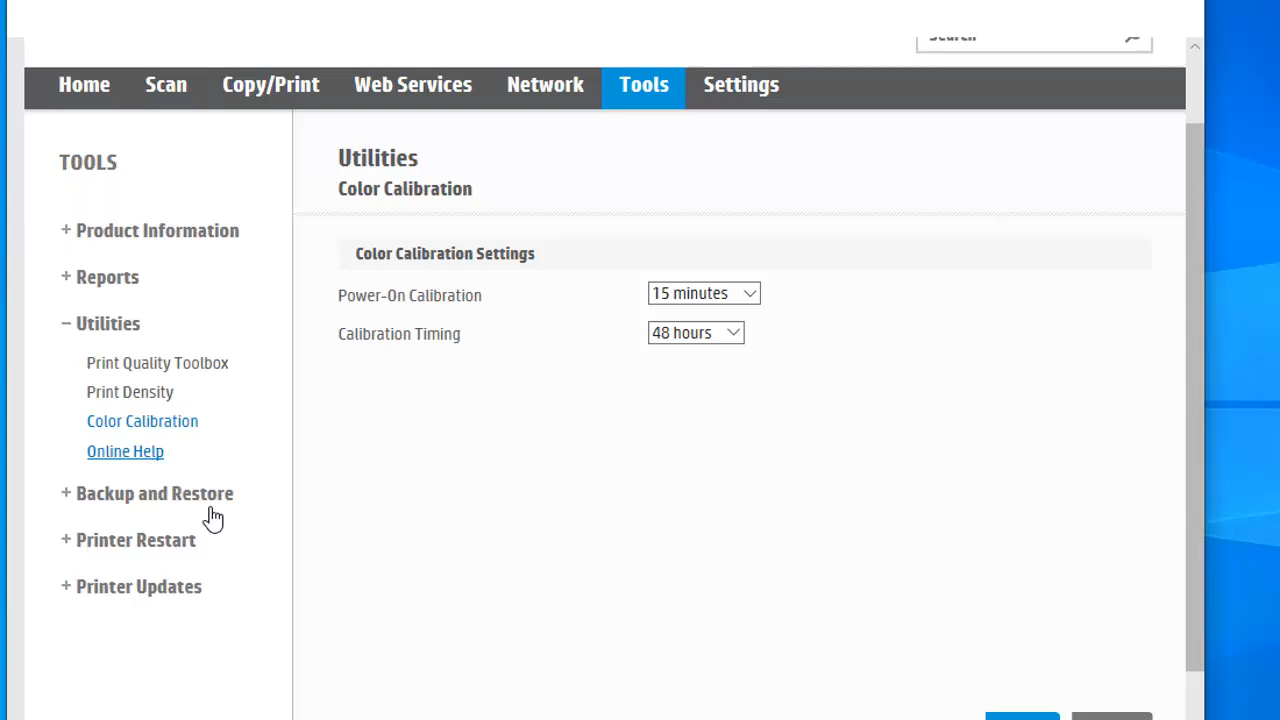 Search
Home Scan Copy/Print Web Services Network Tools Settings
TOOLS
+ Product Information
+ Reports
− Utilities
Print Quality Toolbox
Print Density
Color Calibration
Online Help
+ Backup and Restore
+ Printer Restart
+ Printer Updates
Utilities
Color Calibration
Color Calibration Settings
Power-On Calibration 15 minutes
Calibration Timing 48 hours